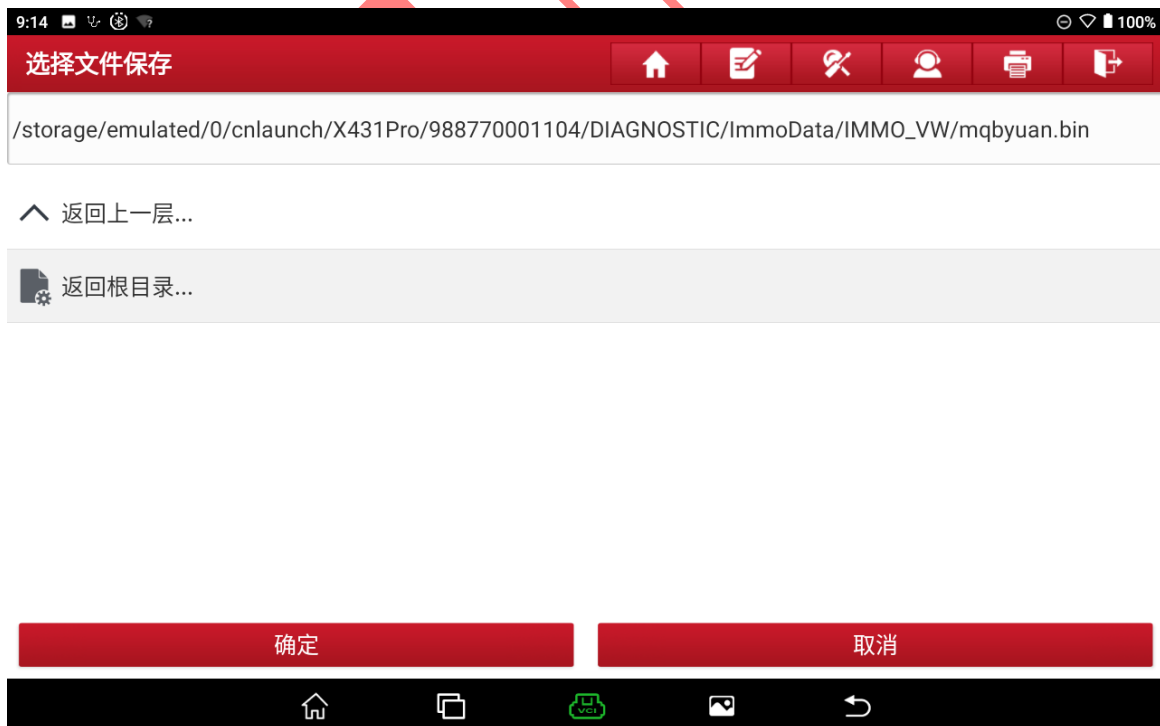 9:14
100%
选择文件保存
/storage/emulated/0/cnlaunch/X431Pro/988770001104/DIAGNOSTIC/ImmoData/IMMO_VW/mqbyuan.bin
返回上一层...
返回根目录...
确定
取消
VCI